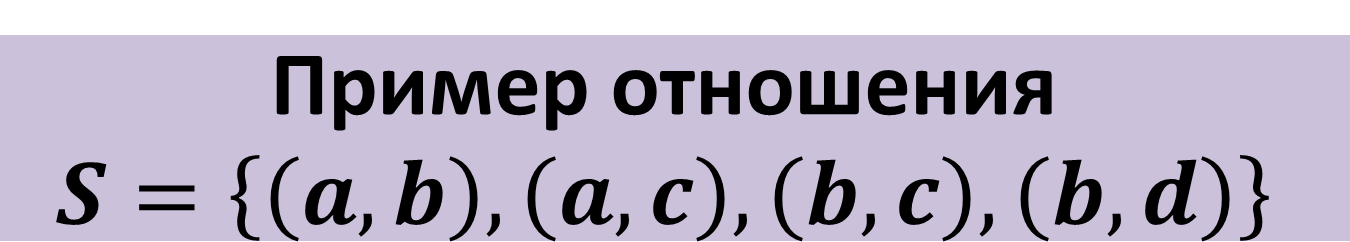 Пример отношения
S = {(a, b), (a, c), (b, c), (b, d)}